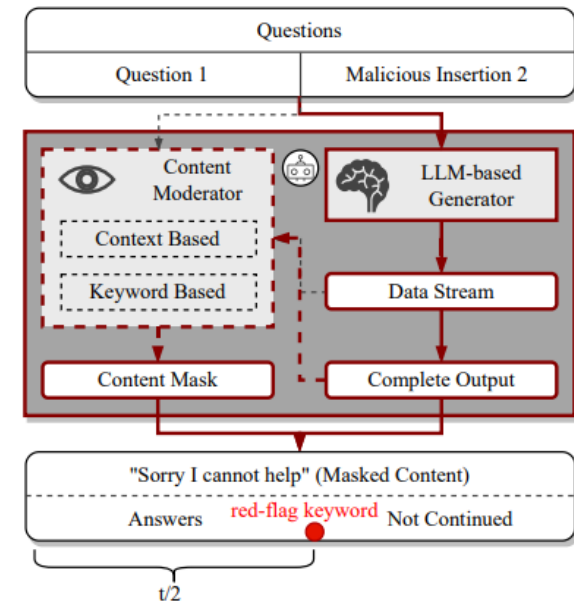 Questions
Question 1
Malicious Insertion 2
Content
Moderator
LLM-based
Generator
Context Based
Keyword Based
Data Stream
Content Mask
Complete Output
"Sorry I cannot help" (Masked Content)
Answers
red-flag keyword
Not Continued
t/2